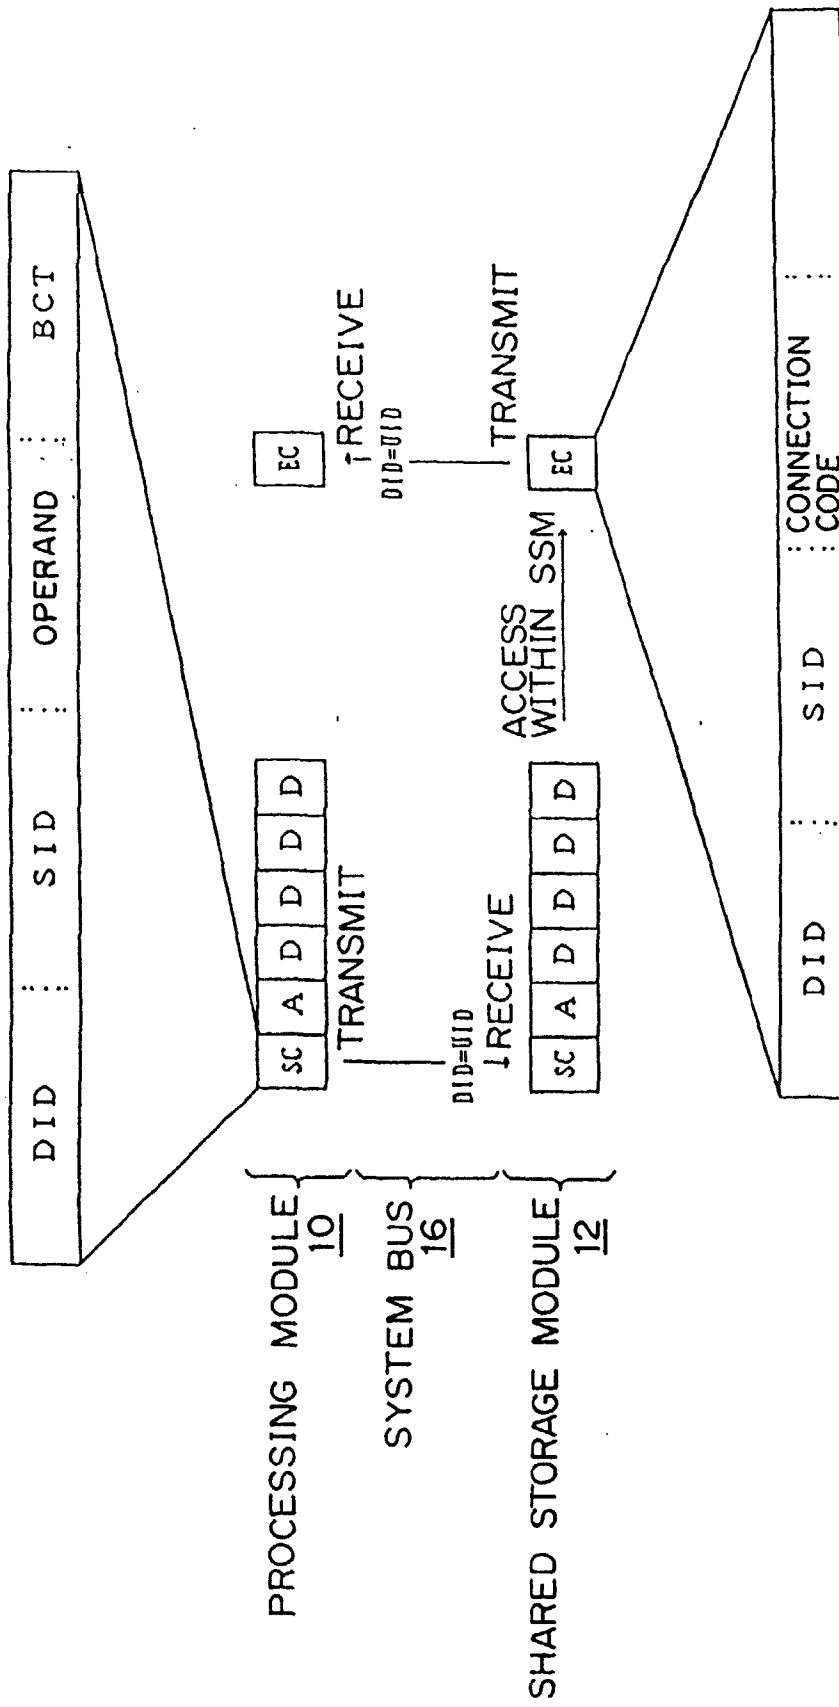 DID SID OPERAND BCT
PROCESSING MODULE
10
SC A D D D D
EC
TRANSMIT
RECEIVE
SYSTEM BUS
16
DID=UID
DID=UID
RECEIVE
TRANSMIT
SHARED STORAGE MODULE
12
SC A D D D D
ACCESS
WITHIN SSM
EC
DID SID CONNECTION
CODE